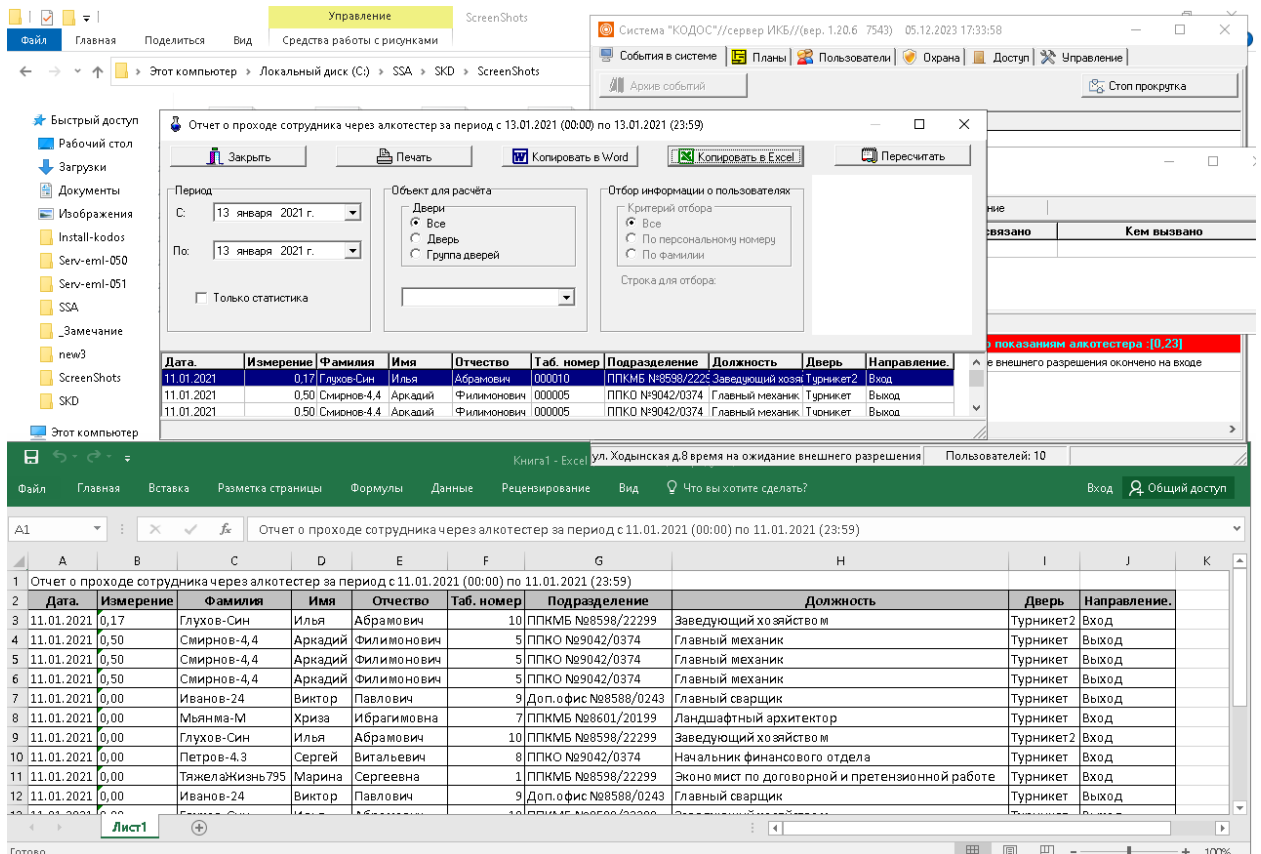 Управление
ScreenShots
Файл Главная Поделиться Вид Средства работы с рисунками
Этот компьютер › Локальный диск (C:) › SSA › SKD › ScreenShots
Быстрый доступ
Рабочий стол
Загрузки
Документы
Изображения
Install-kodos
Serv-eml-050
Serv-eml-051
SSA
_Замечание
new3
ScreenShots
SKD
Этот компьютер
Система "КОДОС"//сервер ИКБ//(вер. 1.20.6 7543) 05.12.2023 17:33:58
События в системе Планы Пользователи Охрана Доступ Управление
Архив событий Стоп прокрутка
ние
связано Кем вызвано
о показаниям алкотестера :[0,23]
е внешнего разрешения окончено на входе
ул. Ходынская д.8 время на ожидание внешнего разрешения Пользователей: 10
Отчет о проходе сотрудника через алкотестер за период с 13.01.2021 (00:00) по 13.01.2021 (23:59)
Закрыть Печать Копировать в Word Копировать в Excel Пересчитать
Период
С: 13 января 2021 г.
По: 13 января 2021 г.
Только статистика
Объект для расчёта
Двери
Все
Дверь
Группа дверей
Отбор информации о пользователях
Критерий отбора
Все
По персональному номеру
По фамилии
Строка для отбора:
Дата. Измерение Фамилия Имя Отчество Таб. номер Подразделение Должность Дверь Направление.
11.01.2021 0,17 Глухов-Син Илья Абрамович 000010 ППКМБ №8598/2229 Заведующий хозяй Турникет2 Вход
11.01.2021 0,50 Смирнов-4,4 Аркадий Филимонович 000005 ППКО №9042/0374 Главный механик Турникет Выход
11.01.2021 0,50 Смирнов-4,4 Аркадий Филимонович 000005 ППКО №9042/0374 Главный механик Турникет Выход
Книга1 - Excel
Файл Главная Вставка Разметка страницы Формулы Данные Рецензирование Вид Что вы хотите сделать? Вход Общий доступ
A1 fx Отчет о проходе сотрудника через алкотестер за период с 11.01.2021 (00:00) по 11.01.2021 (23:59)
A B C D E F G H I J K
1 Отчет о проходе сотрудника через алкотестер за период с 11.01.2021 (00:00) по 11.01.2021 (23:59)
2 Дата. Измерение Фамилия Имя Отчество Таб. номер Подразделение Должность Дверь Направление.
3 11.01.2021 0,17 Глухов-Син Илья Абрамович 10 ППКМБ №8598/22299 Заведующий хозяйством Турникет2 Вход
4 11.01.2021 0,50 Смирнов-4,4 Аркадий Филимонович 5 ППКО №9042/0374 Главный механик Турникет Выход
5 11.01.2021 0,50 Смирнов-4,4 Аркадий Филимонович 5 ППКО №9042/0374 Главный механик Турникет Выход
6 11.01.2021 0,50 Смирнов-4,4 Аркадий Филимонович 5 ППКО №9042/0374 Главный механик Турникет Выход
7 11.01.2021 0,00 Иванов-24 Виктор Павлович 9 Доп.офис №8588/0243 Главный сварщик Турникет Выход
8 11.01.2021 0,00 Мьянма-М Хриза Ибрагимовна 7 ППКМБ №8601/20199 Ландшафтный архитектор Турникет Вход
9 11.01.2021 0,00 Глухов-Син Илья Абрамович 10 ППКМБ №8598/22299 Заведующий хозяйством Турникет2 Вход
10 11.01.2021 0,00 Петров-4.3 Сергей Витальевич 8 ППКО №9042/0374 Начальник финансового отдела Турникет Вход
11 11.01.2021 0,00 ТяжелаЖизнь795 Марина Сергеевна 1 ППКМБ №8598/22299 Экономист по договорной и претензионной работе Турникет Вход
12 11.01.2021 0,00 Иванов-24 Виктор Павлович 9 Доп.офис №8588/0243 Главный сварщик Турникет Выход
Лист1
Готово 100%